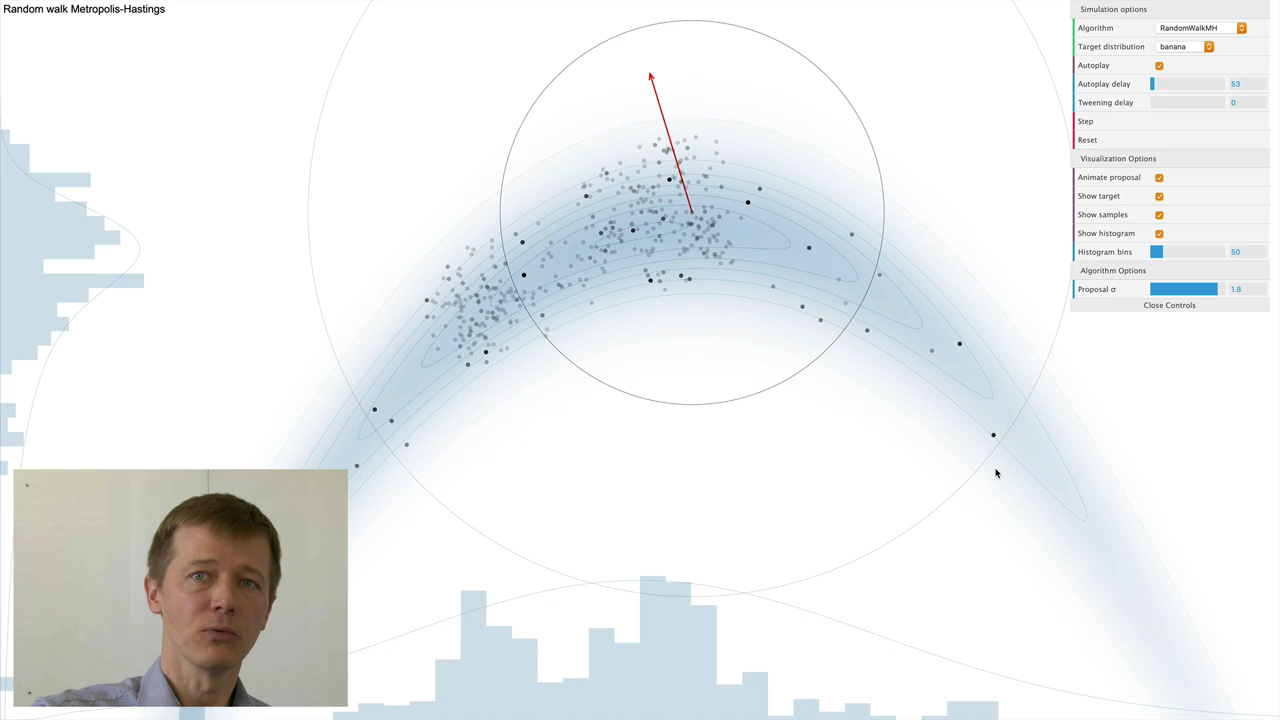 Random walk Metropolis-Hastings
Simulation options
Algorithm RandomWalkMH
Target distribution banana
Autoplay
Autoplay delay 53
Tweening delay 0
Step
Reset
Visualization Options
Animate proposal
Show target
Show samples
Show histogram
Histogram bins 50
Algorithm Options
Proposal σ 1.8
Close Controls